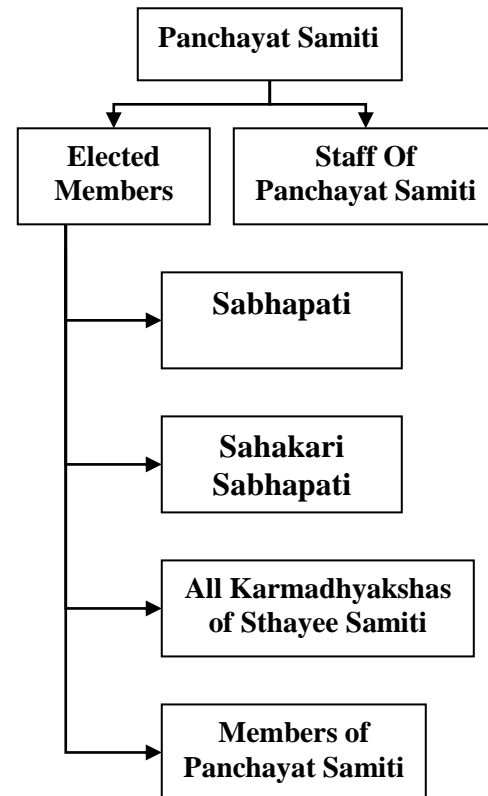 Panchayat Samiti
Elected
Members
Staff Of
Panchayat Samiti
Sabhapati
Sahakari
Sabhapati
All Karmadhyakshas
of Sthayee Samiti
Members of
Panchayat Samiti